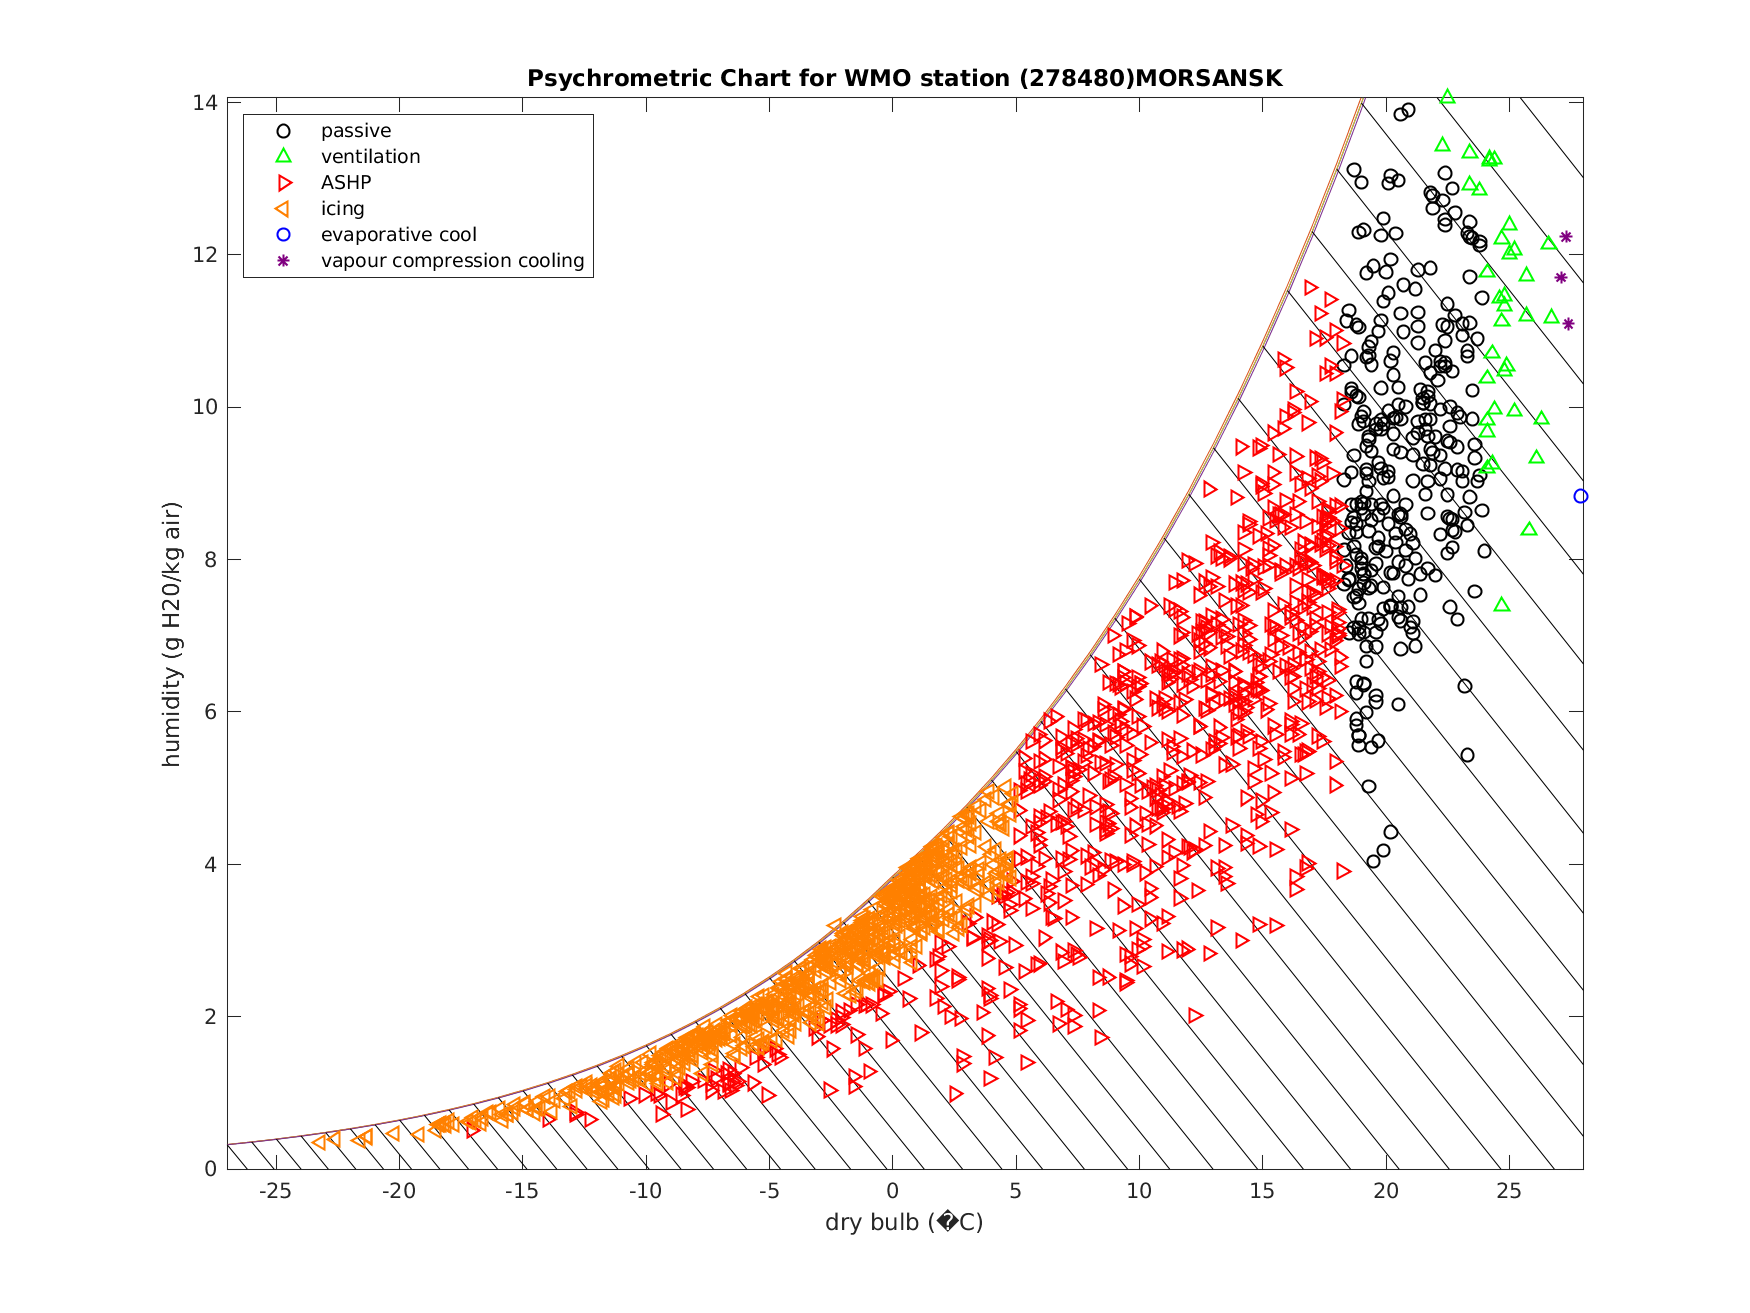 Psychrometric Chart for WMO station (278480)MORSANSK
passive
ventilation
ASHP
icing
evaporative cool
vapour compression cooling
humidity (g H20/kg air)
14
12
10
8
6
4
2
0
-25 -20 -15 -10 -5 0 5 10 15 20 25
dry bulb (�C)